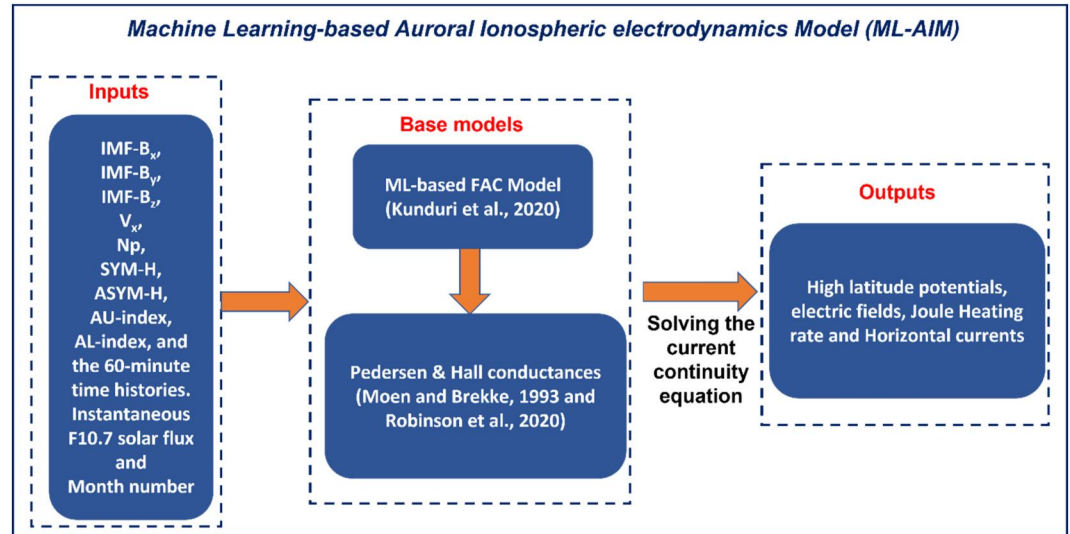 Machine Learning-based Auroral Ionospheric electrodynamics Model (ML-AIM)
Inputs
IMF-Bx,
IMF-By,
IMF-Bz,
Vx,
Np,
SYM-H,
ASYM-H,
AU-index,
AL-index, and
the 60-minute
time histories.
Instantaneous
F10.7 solar flux
and
Month number
Base models
ML-based FAC Model
(Kunduri et al., 2020)
Pedersen & Hall conductances
(Moen and Brekke, 1993 and
Robinson et al., 2020)
Solving the
current
continuity
equation
Outputs
High latitude potentials,
electric fields, Joule Heating
rate and Horizontal currents